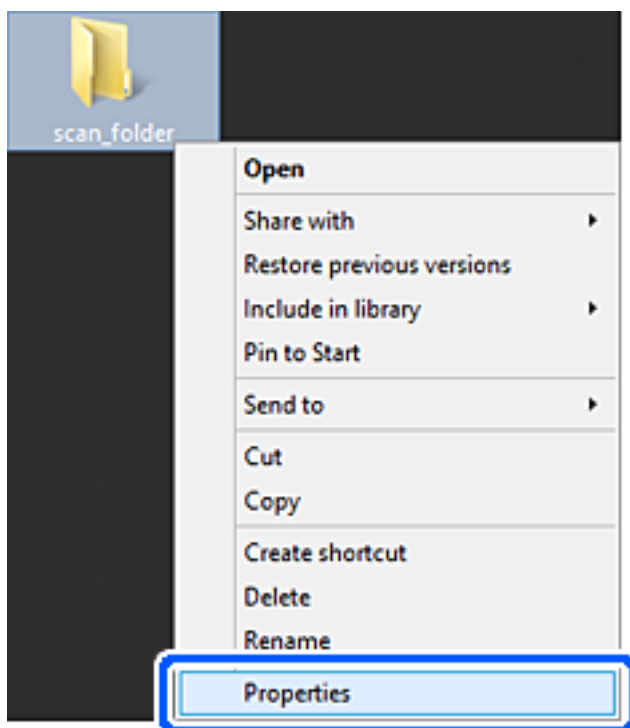 scan_folder
Open
Share with
Restore previous versions
Include in library
Pin to Start
Send to
Cut
Copy
Create shortcut
Delete
Rename
Properties